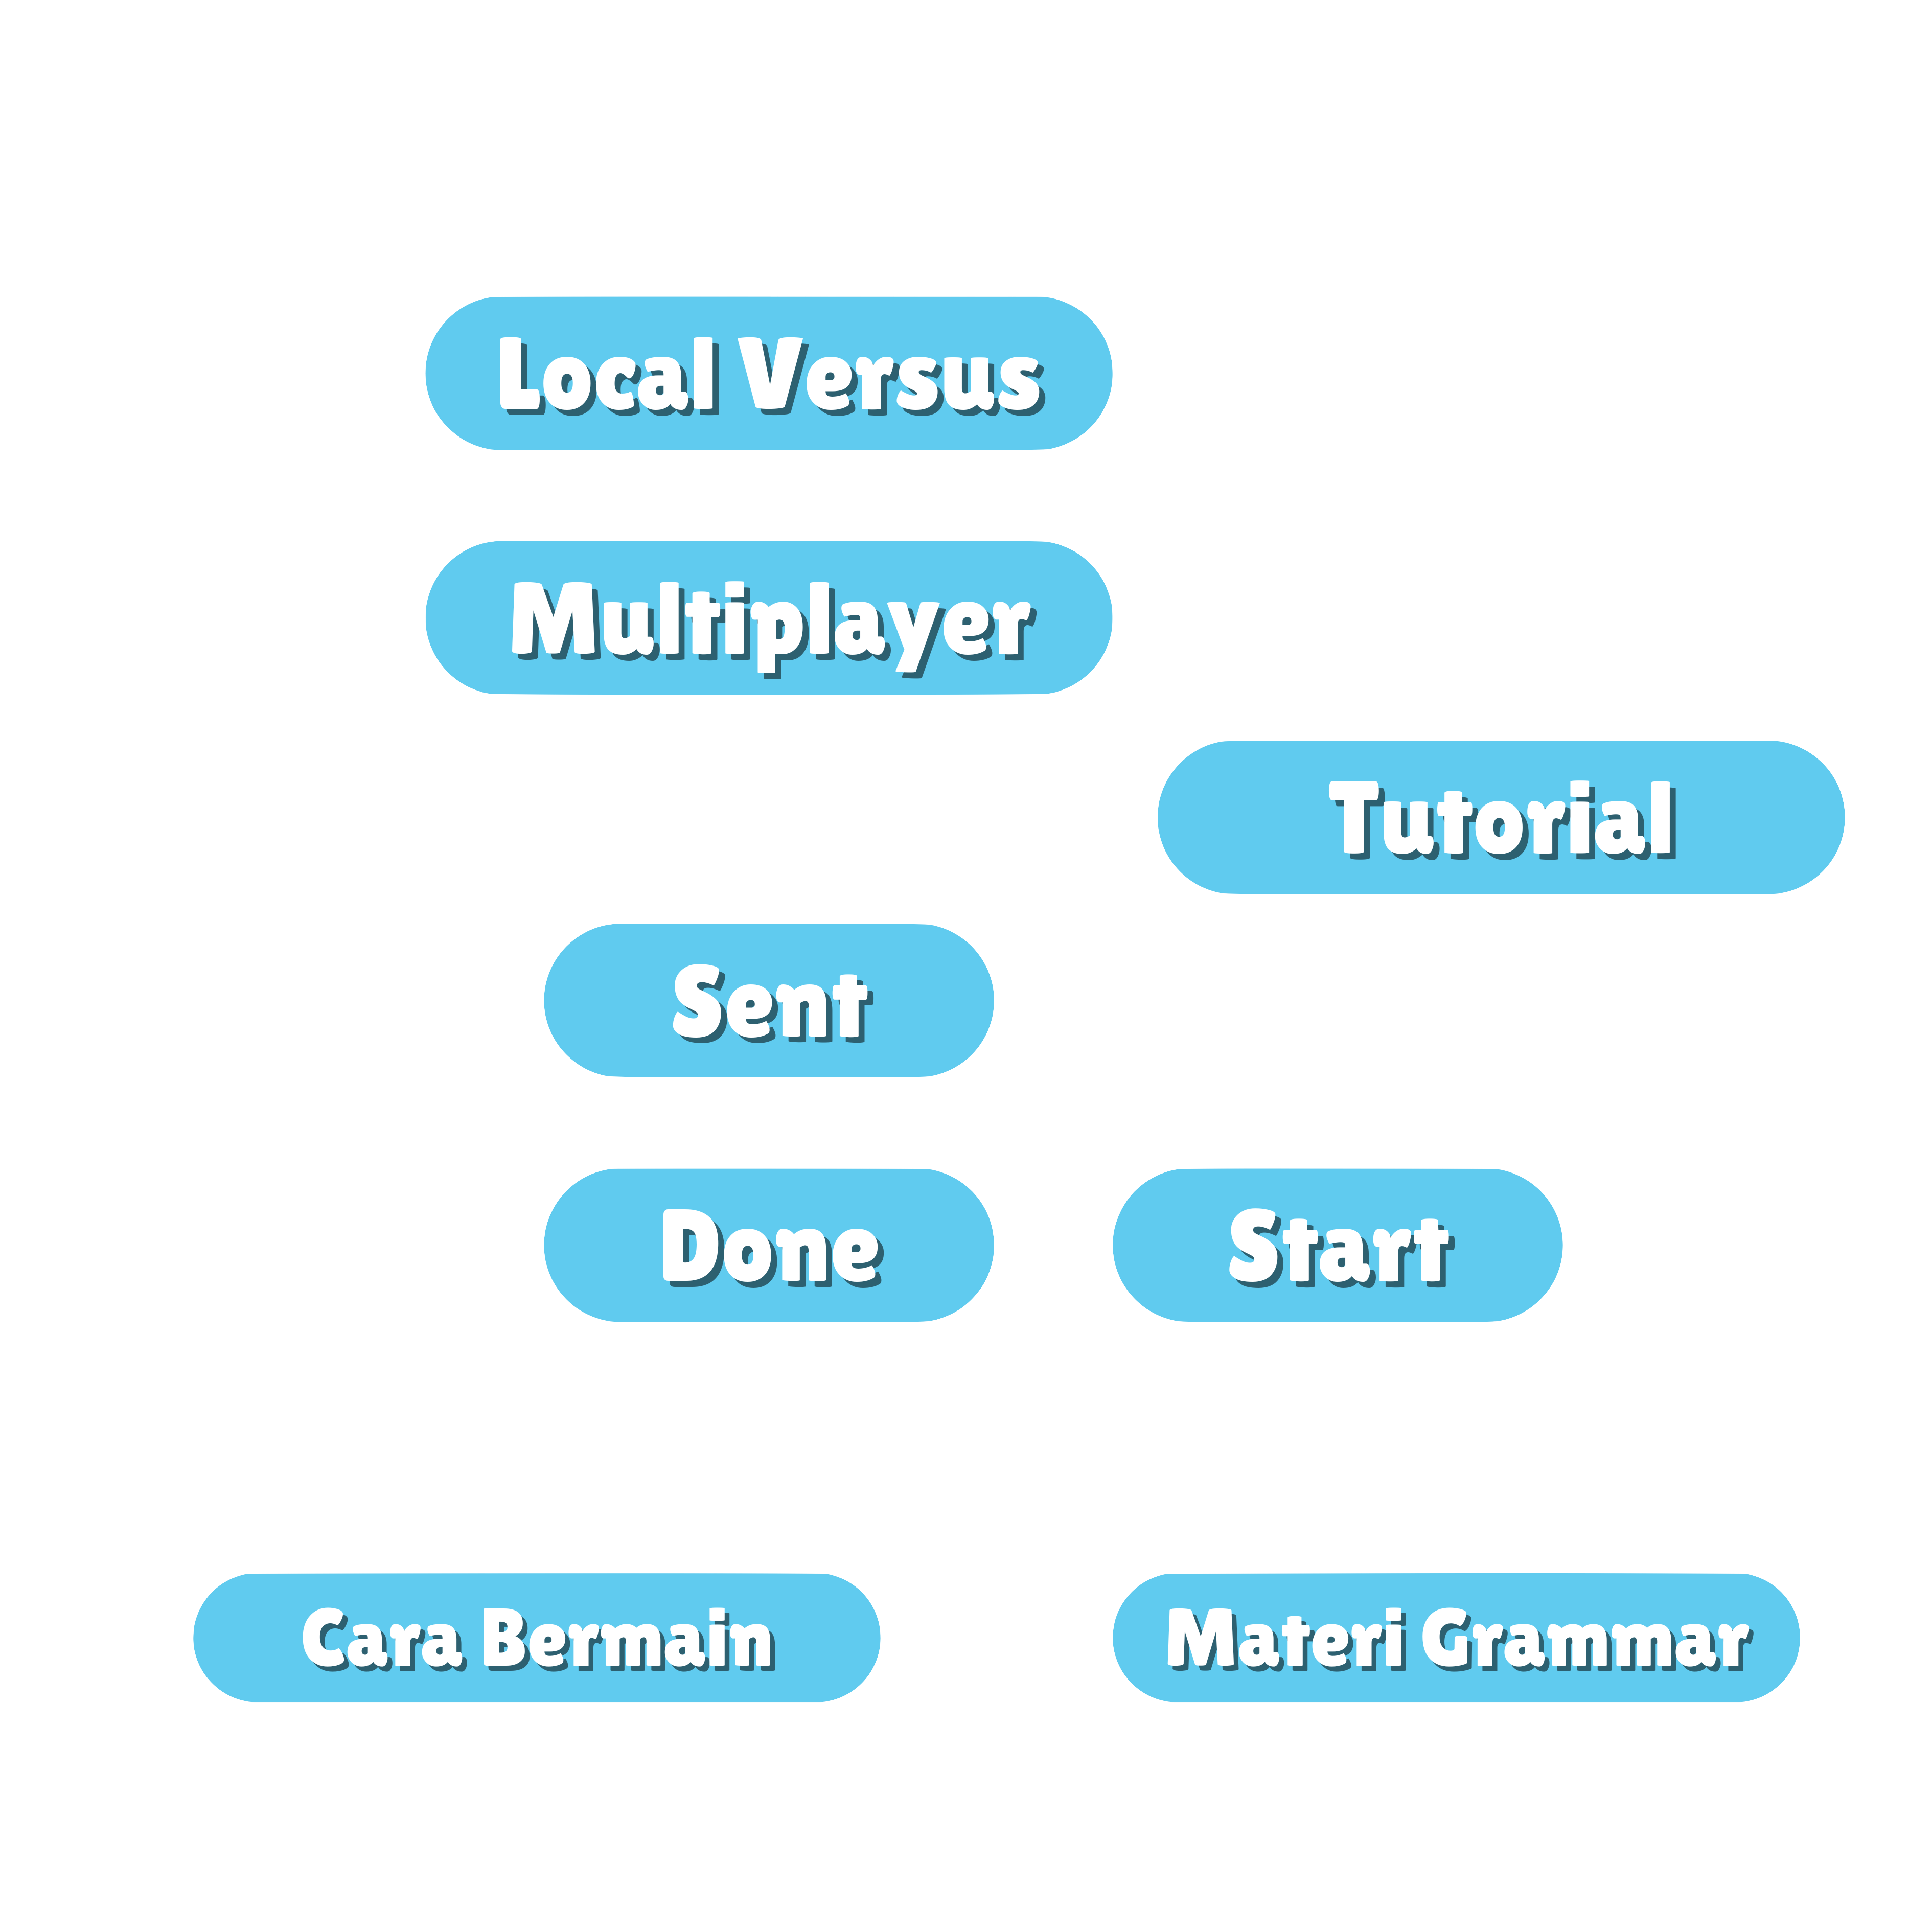 Local Versus
Multiplayer
Tutorial
Sent
Done
Start
Cara Bermain
Materi Grammar